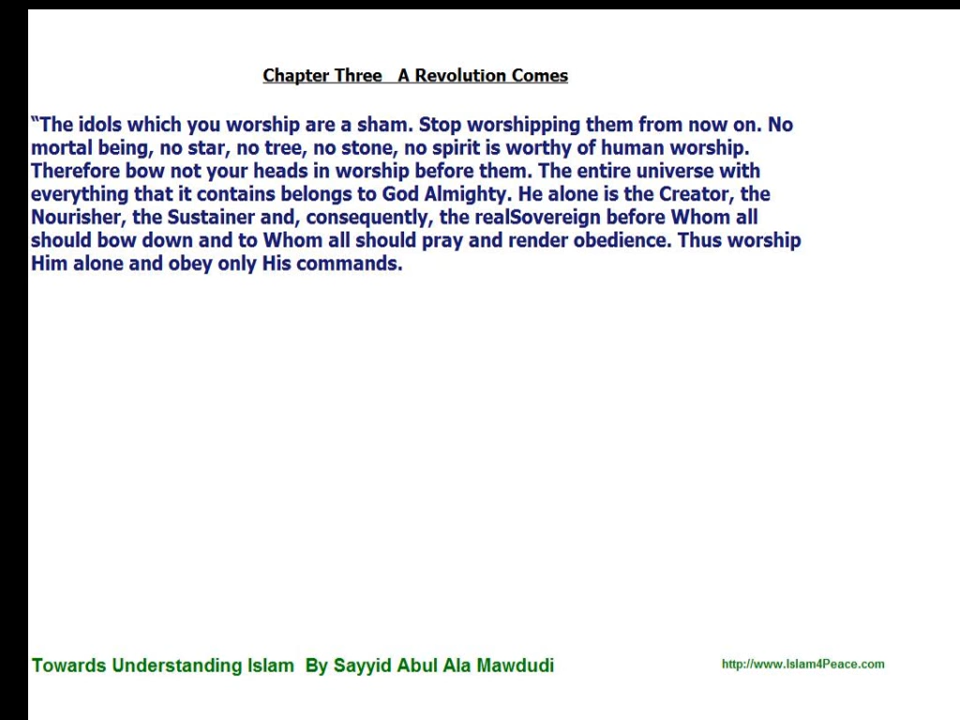 Chapter Three   A Revolution Comes
“The idols which you worship are a sham. Stop worshipping them from now on. No
mortal being, no star, no tree, no stone, no spirit is worthy of human worship.
Therefore bow not your heads in worship before them. The entire universe with
everything that it contains belongs to God Almighty. He alone is the Creator, the
Nourisher, the Sustainer and, consequently, the realSovereign before Whom all
should bow down and to Whom all should pray and render obedience. Thus worship
Him alone and obey only His commands.
Towards Understanding Islam  By Sayyid Abul Ala Mawdudi
http://www.Islam4Peace.com